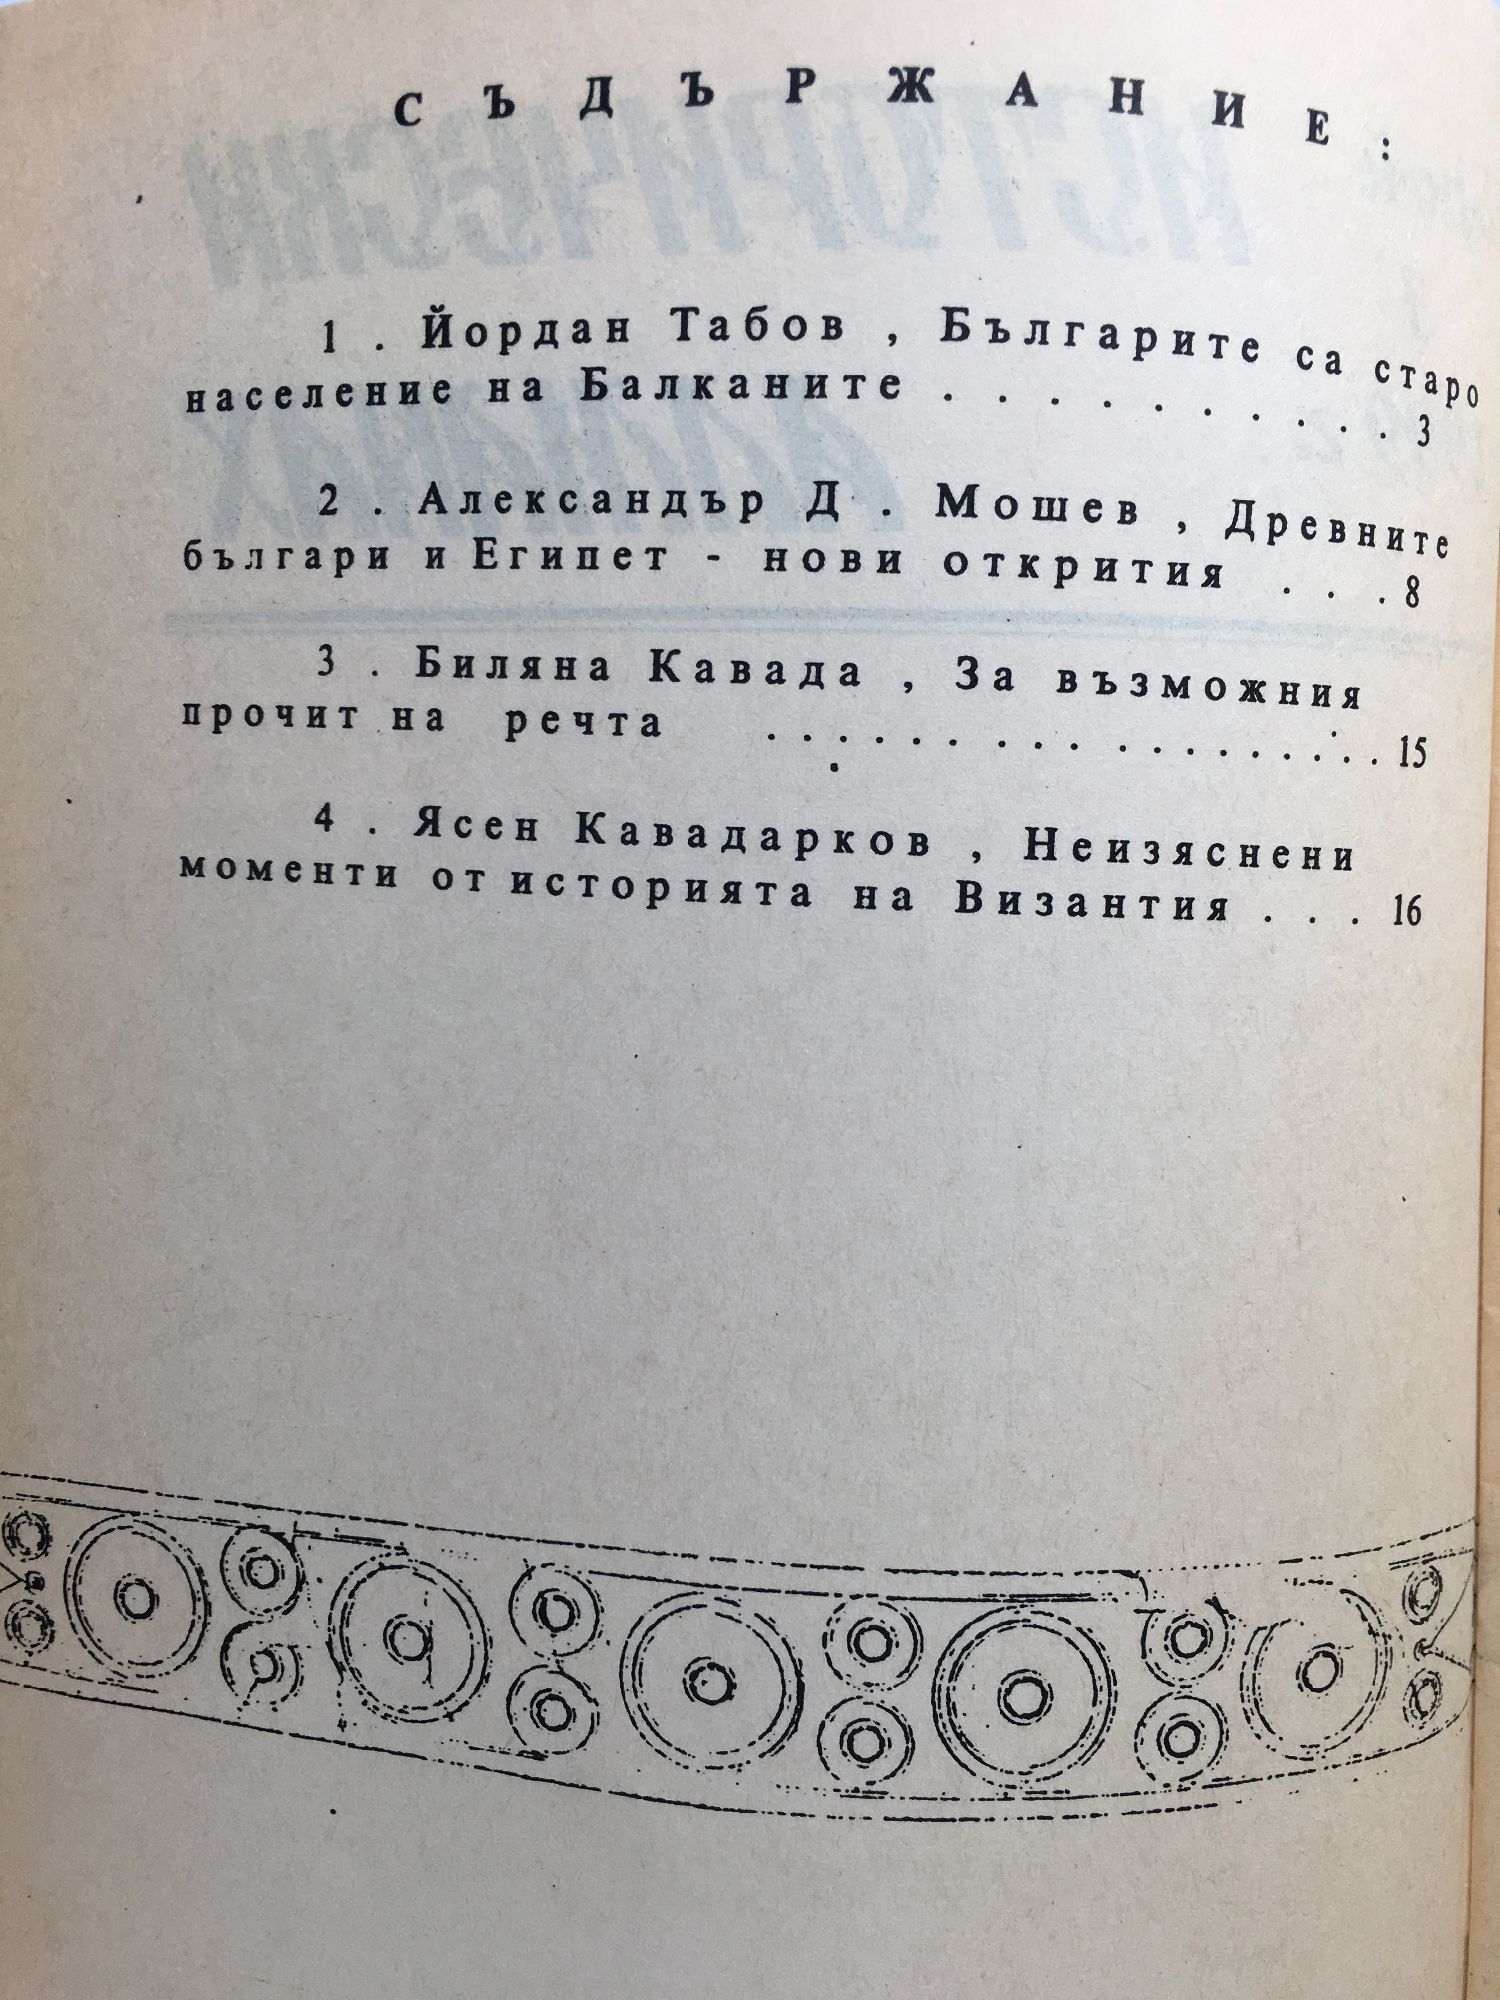 СЪДЪРЖАНИЕ:
1. Йордан Табов, Българите са старо
население на Балканите . . . . . . . . . . 3
2. Александър Д. Мошев, Древните
българи и Египет - нови открития . . . 8
3. Биляна Кавада, За възможния
прочит на речта . . . . . . . . . . . . . . . . . 15
4. Ясен Кавадарков, Неизяснени
моменти от историята на Византия . . . 16